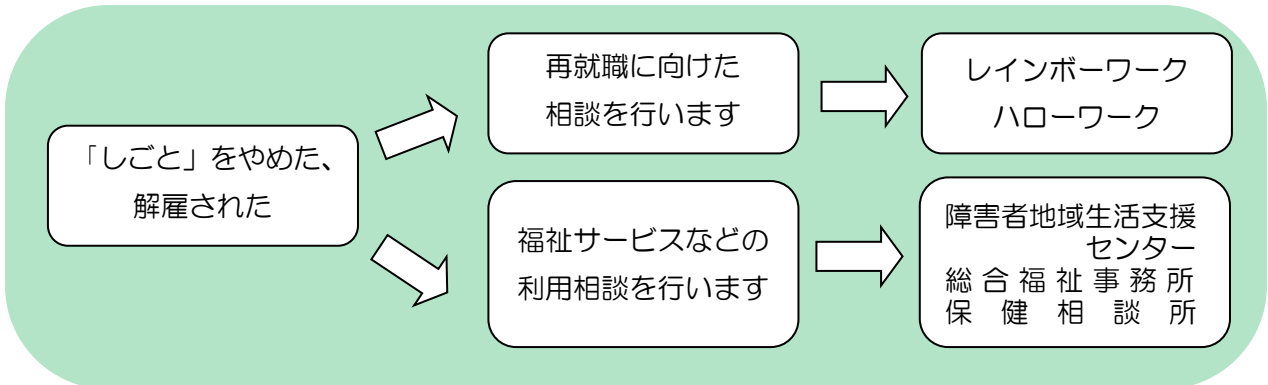 「しごと」をやめた、
解雇された
再就職に向けた
相談を行います
レインボーワーク
ハローワーク
福祉サービスなどの
利用相談を行います
障害者地域生活支援
センター
総合福祉事務所
保健相談所